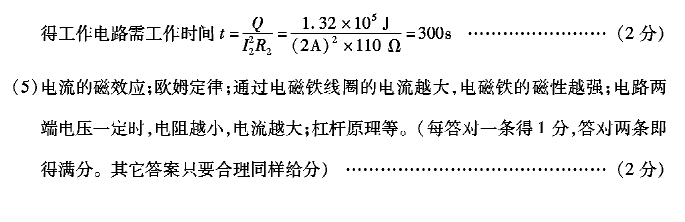 得工作电路需工作时间 t = Q/(I₂²R₂) = (1.32×10⁵ J)/((2A)²×110 Ω) = 300s ……………………（2 分）
（5）电流的磁效应；欧姆定律；通过电磁铁线圈的电流越大，电磁铁的磁性越强；电路两
端电压一定时，电阻越小，电流越大；杠杆原理等。（每答对一条得 1 分，答对两条即
得满分。其它答案只要合理同样给分） ……………………………………（2 分）